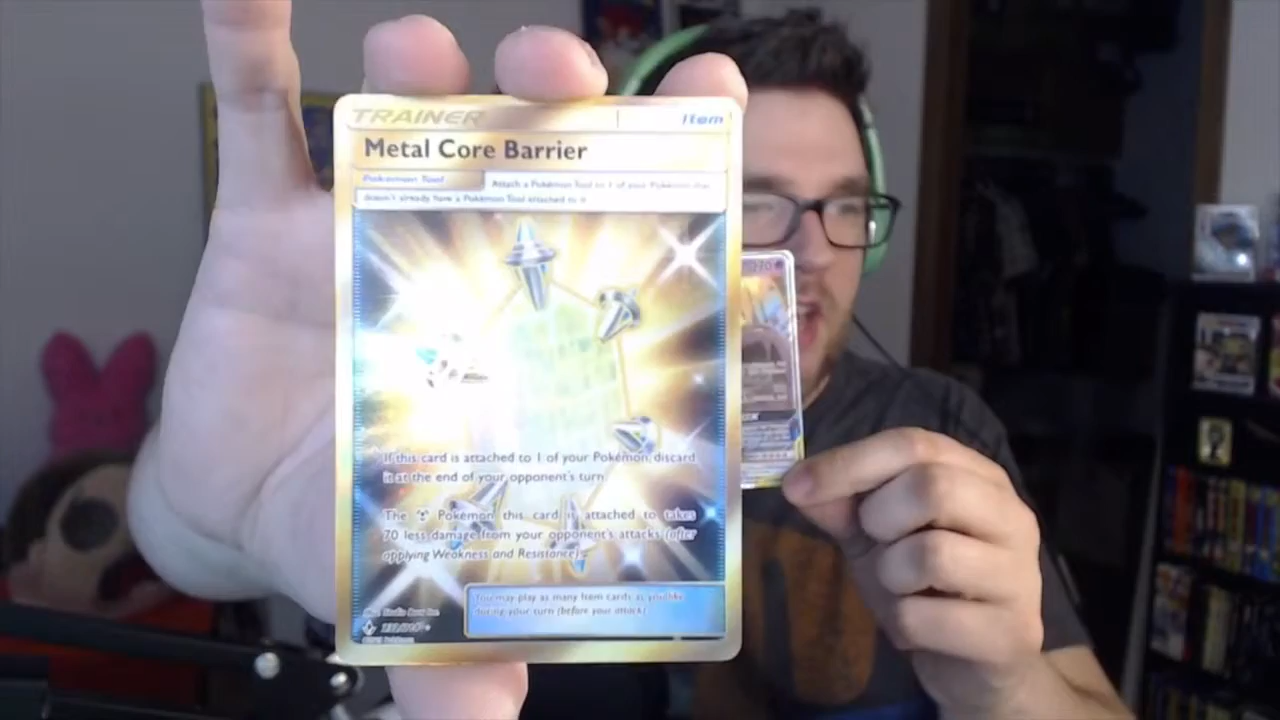 TRAINER
Item
Metal Core Barrier
Pokémon Tool
Attach a Pokémon Tool to 1 of your Pokémon that
doesn't already have a Pokémon Tool attached to it.
If this card is attached to 1 of your Pokémon, discard
it at the end of your opponent's turn.
The Pokémon this card is attached to takes
70 less damage from your opponent's attacks (after
applying Weakness and Resistance).
You may play as many Item cards as you like
during your turn (before your attack).